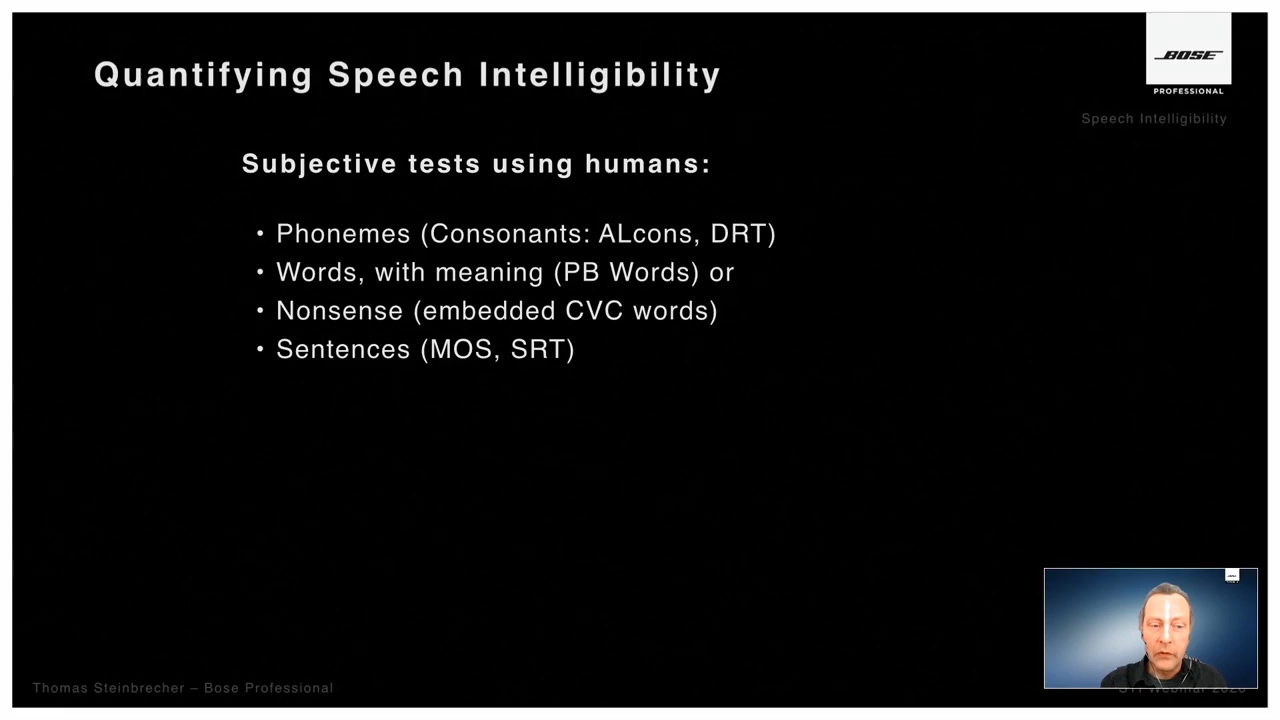 Quantifying Speech Intelligibility
BOSE
PROFESSIONAL
Speech Intelligibility
Subjective tests using humans:
• Phonemes (Consonants: ALcons, DRT)
• Words, with meaning (PB Words) or
• Nonsense (embedded CVC words)
• Sentences (MOS, SRT)
Thomas Steinbrecher – Bose Professional
Webinar